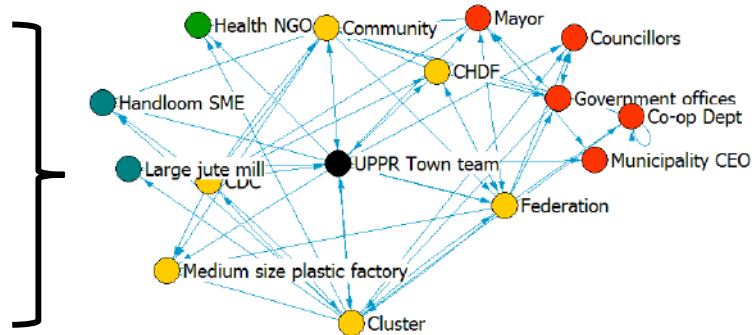 Health NGO
Community
Mayor
Councillors
CHDF
Handloom SME
Government offices
Co-op Dept
Large jute mill
UPPR Town team
Municipality CEO
CDC
Federation
Medium size plastic factory
Cluster